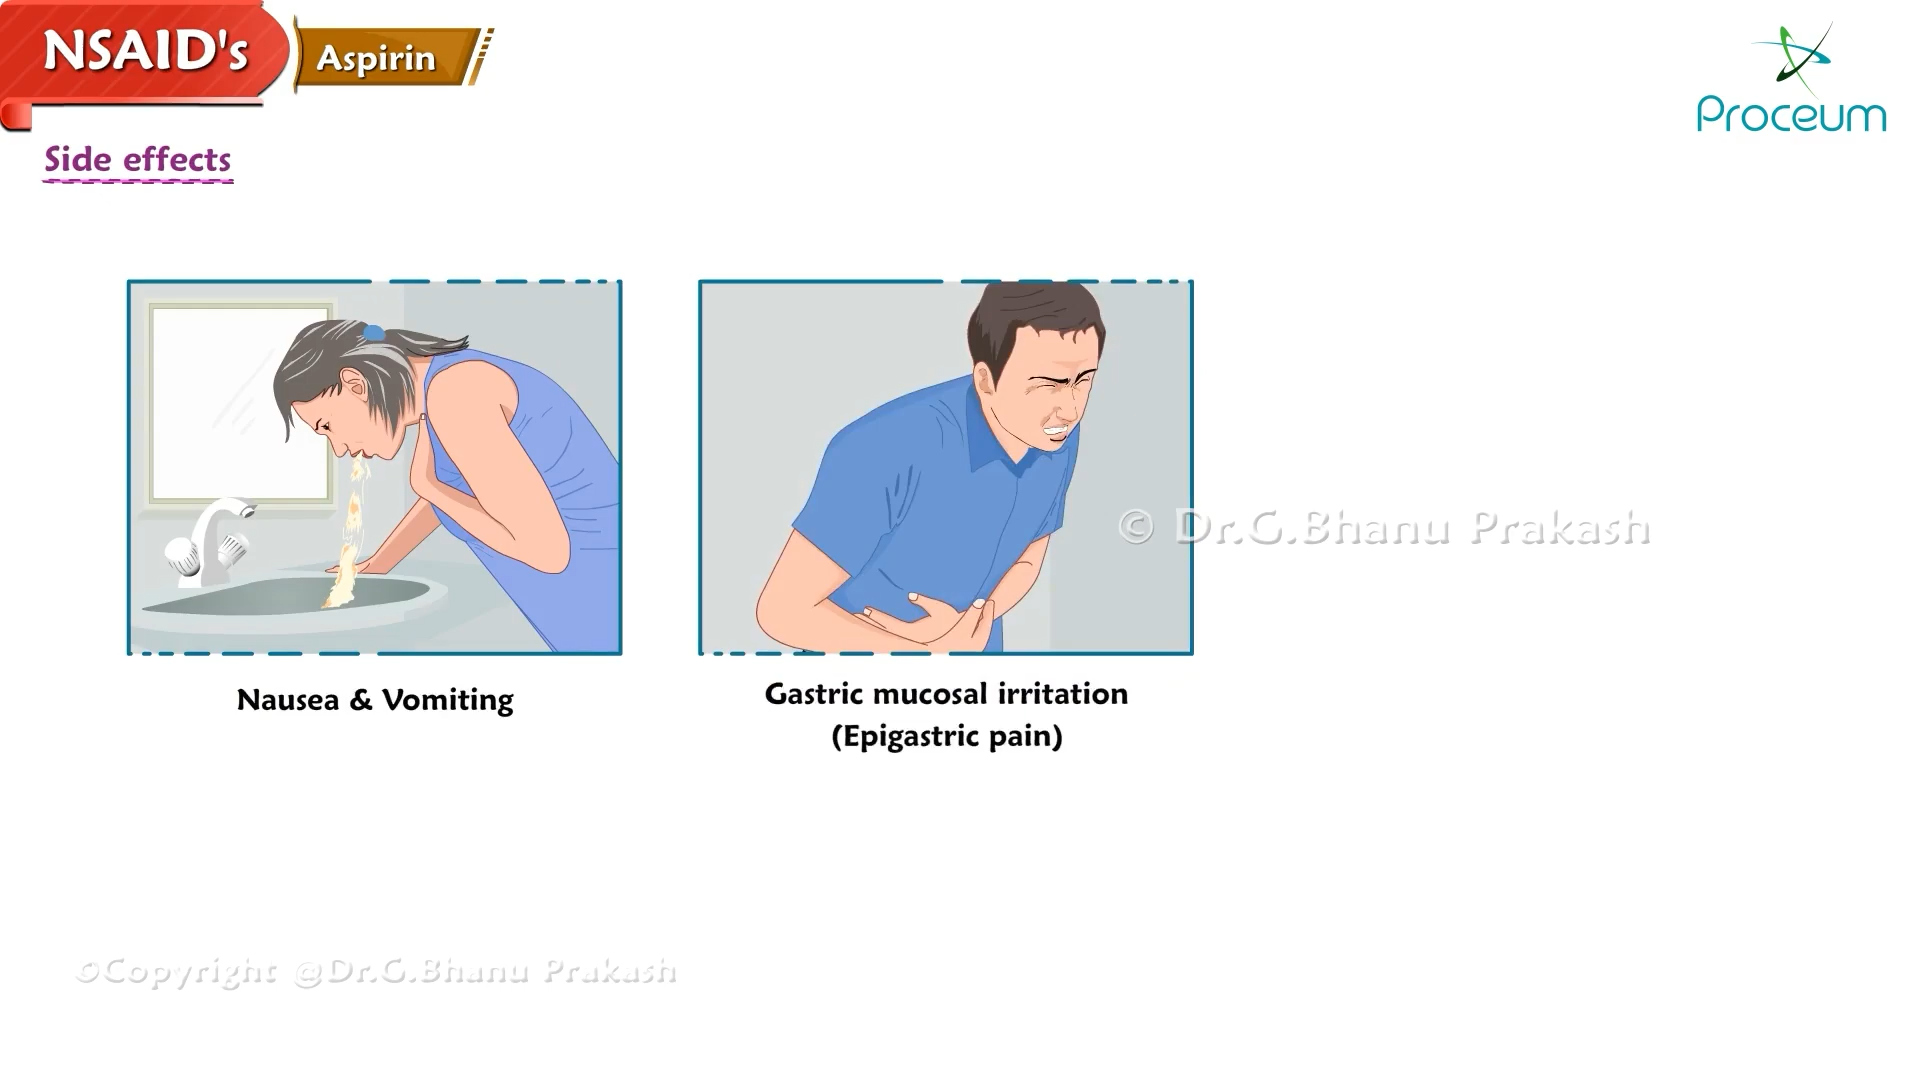 NSAID's
Aspirin
Proceum
Side effects
© Dr.G.Bhanu Prakash
Nausea & Vomiting
Gastric mucosal irritation
(Epigastric pain)
©Copyright @Dr.G.Bhanu Prakash